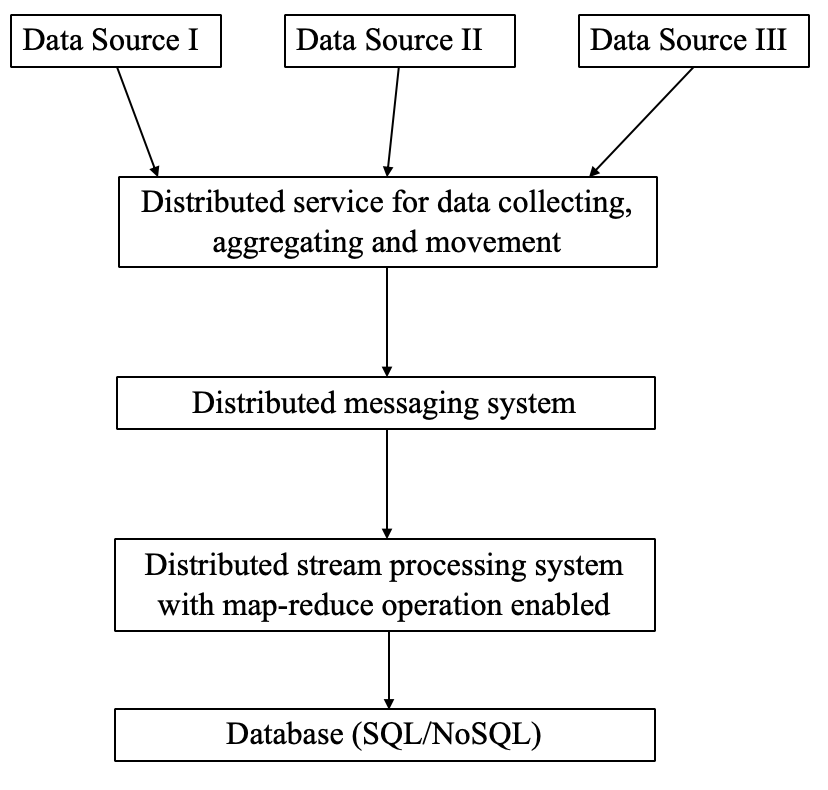 Data Source I
Data Source II
Data Source III
Distributed service for data collecting,
aggregating and movement
Distributed messaging system
Distributed stream processing system
with map-reduce operation enabled
Database (SQL/NoSQL)